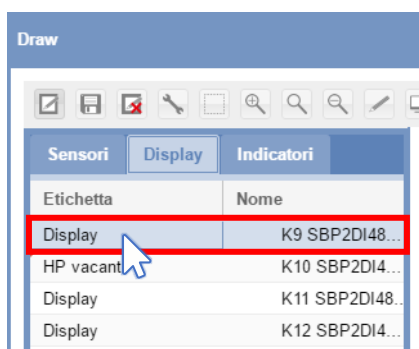 Draw
Sensori Display Indicatori
Etichetta Nome
Display K9 SBP2DI48...
HP vacant K10 SBP2DI4...
Display K11 SBP2DI48..
Display K12 SBP2DI4...